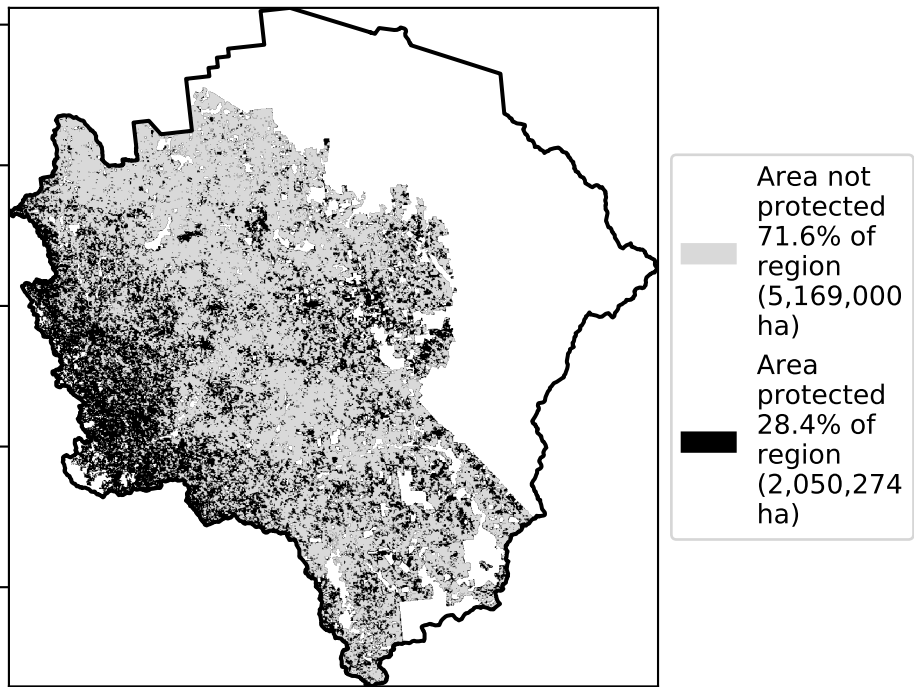 Area not
protected
71.6% of
region
(5,169,000
ha)
Area
protected
28.4% of
region
(2,050,274
ha)